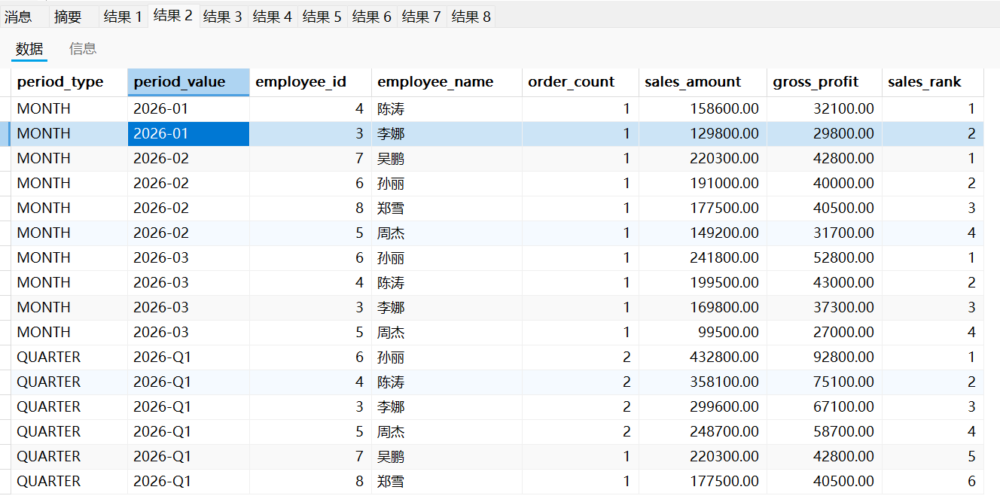 消息 摘要 结果 1 结果 2 结果 3 结果 4 结果 5 结果 6 结果 7 结果 8
数据 信息
period_type period_value employee_id employee_name order_count sales_amount gross_profit sales_rank
MONTH 2026-01 4 陈涛 1 158600.00 32100.00 1
MONTH 2026-01 3 李娜 1 129800.00 29800.00 2
MONTH 2026-02 7 吴鹏 1 220300.00 42800.00 1
MONTH 2026-02 6 孙丽 1 191000.00 40000.00 2
MONTH 2026-02 8 郑雪 1 177500.00 40500.00 3
MONTH 2026-02 5 周杰 1 149200.00 31700.00 4
MONTH 2026-03 6 孙丽 1 241800.00 52800.00 1
MONTH 2026-03 4 陈涛 1 199500.00 43000.00 2
MONTH 2026-03 3 李娜 1 169800.00 37300.00 3
MONTH 2026-03 5 周杰 1 99500.00 27000.00 4
QUARTER 2026-Q1 6 孙丽 2 432800.00 92800.00 1
QUARTER 2026-Q1 4 陈涛 2 358100.00 75100.00 2
QUARTER 2026-Q1 3 李娜 2 299600.00 67100.00 3
QUARTER 2026-Q1 5 周杰 2 248700.00 58700.00 4
QUARTER 2026-Q1 7 吴鹏 1 220300.00 42800.00 5
QUARTER 2026-Q1 8 郑雪 1 177500.00 40500.00 6